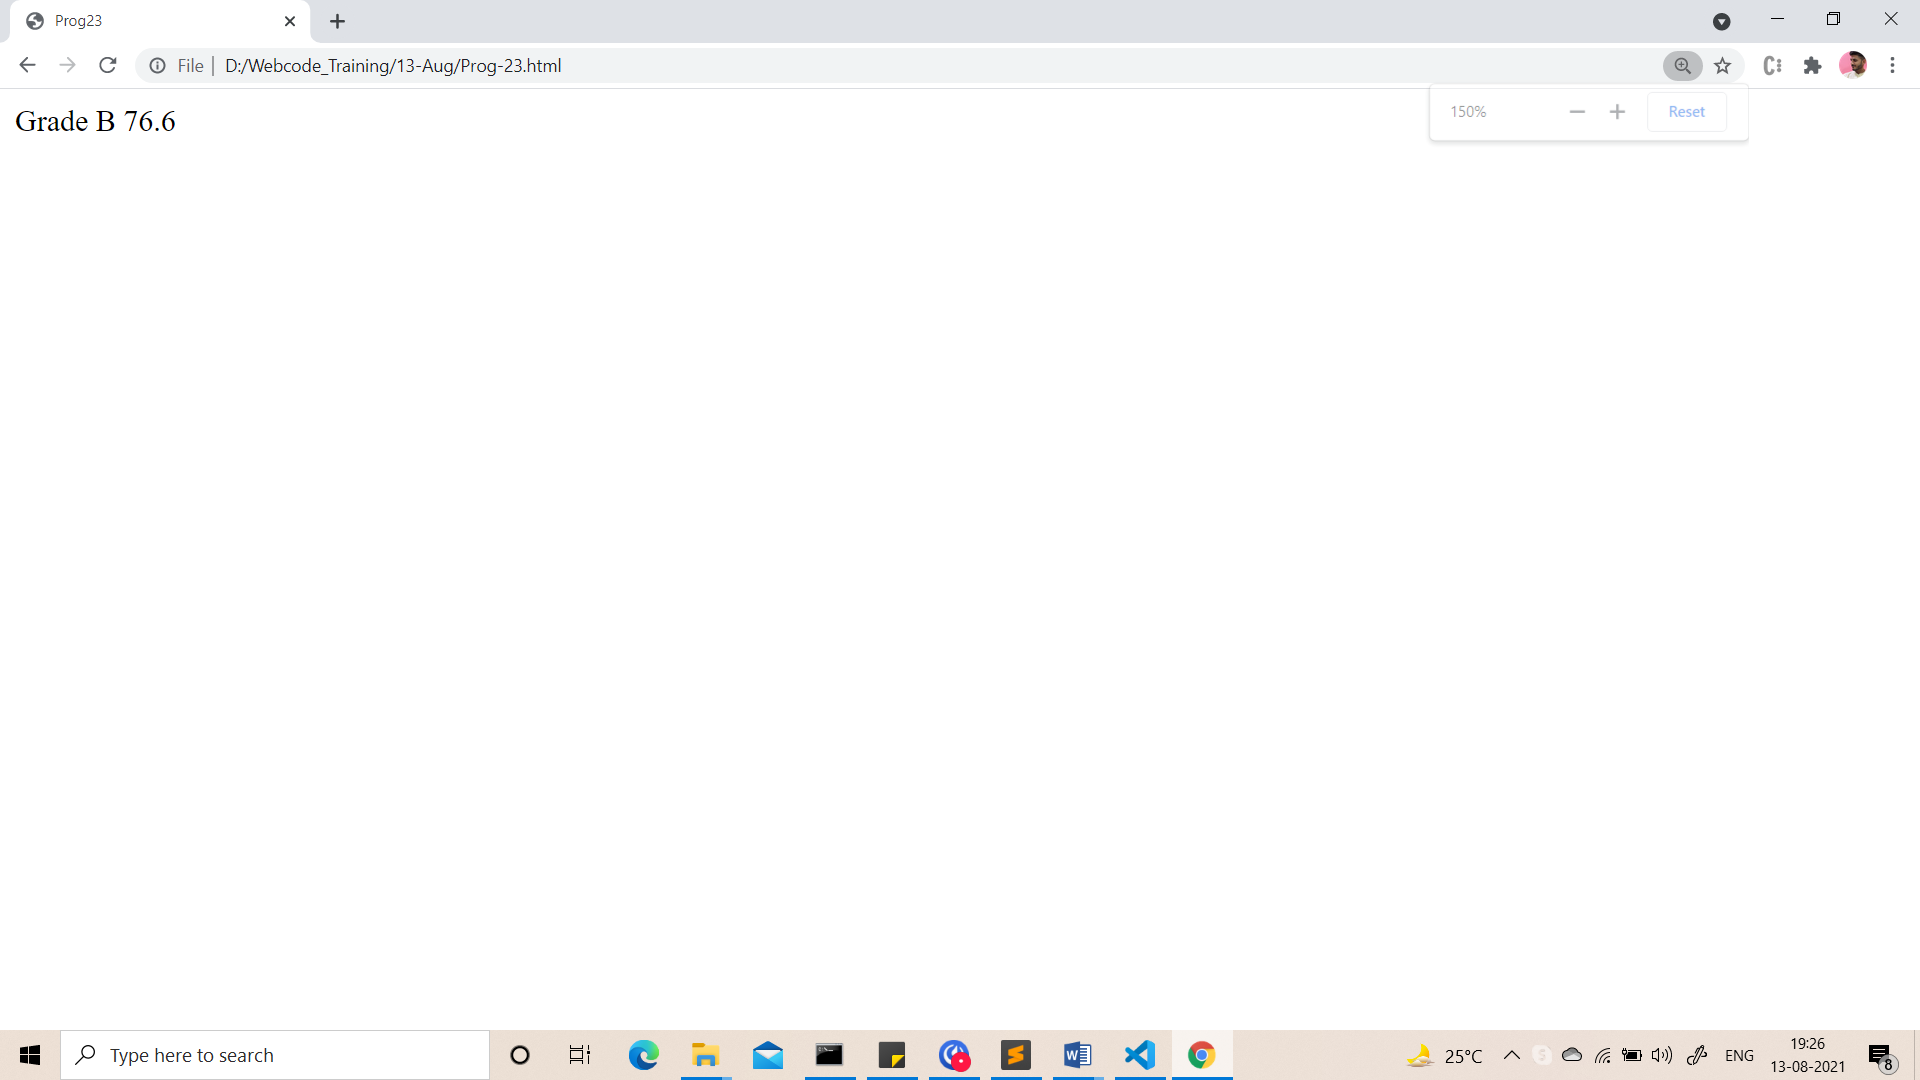 Prog23
File
D:/Webcode_Training/13-Aug/Prog-23.html
150%
Reset
Grade B 76.6
Type here to search
25°C
ENG
19:26
13-08-2021
8